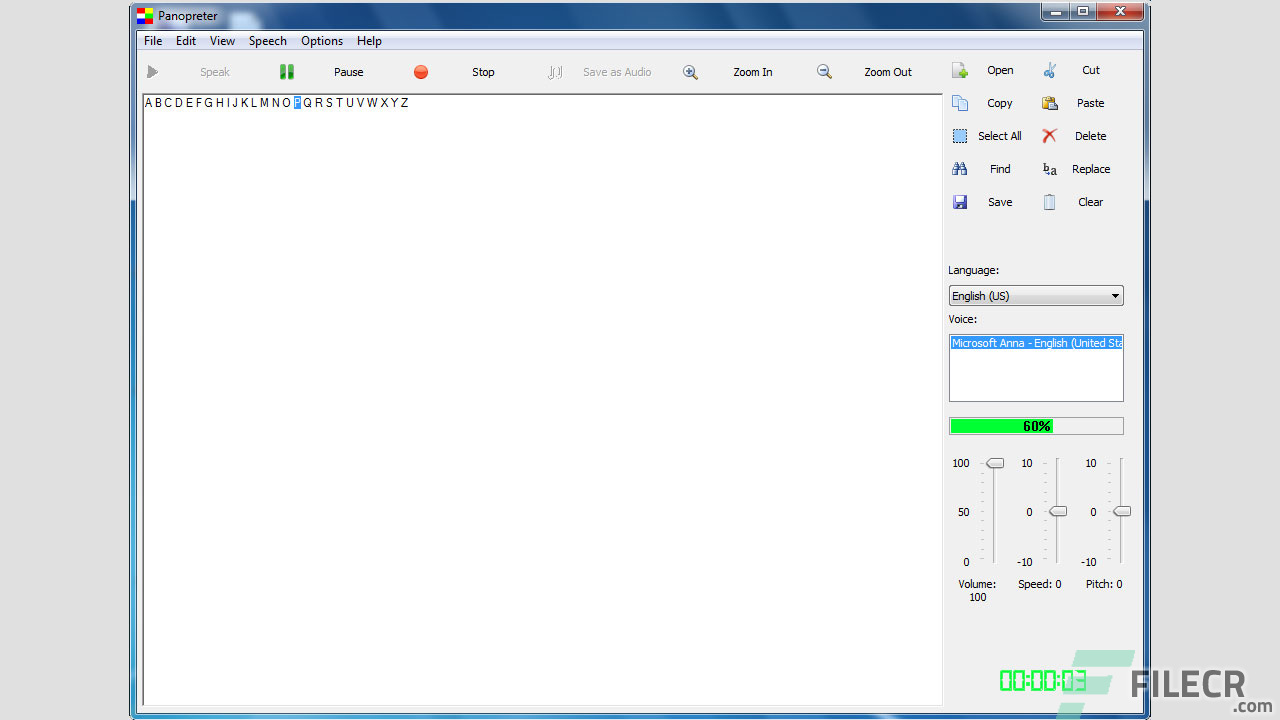 Panopreter
File Edit View Speech Options Help
Speak Pause Stop Save as Audio Zoom In Zoom Out
A B C D E F G H I J K L M N O P Q R S T U V W X Y Z
Open Cut
Copy Paste
Select All Delete
Find Replace
Save Clear
Language:
English (US)
Voice:
Microsoft Anna - English (United Sta
60%
100 10 10
50 0 0
0 -10 -10
Volume: Speed: 0 Pitch: 0
100
00:00:03
FILECR
.com